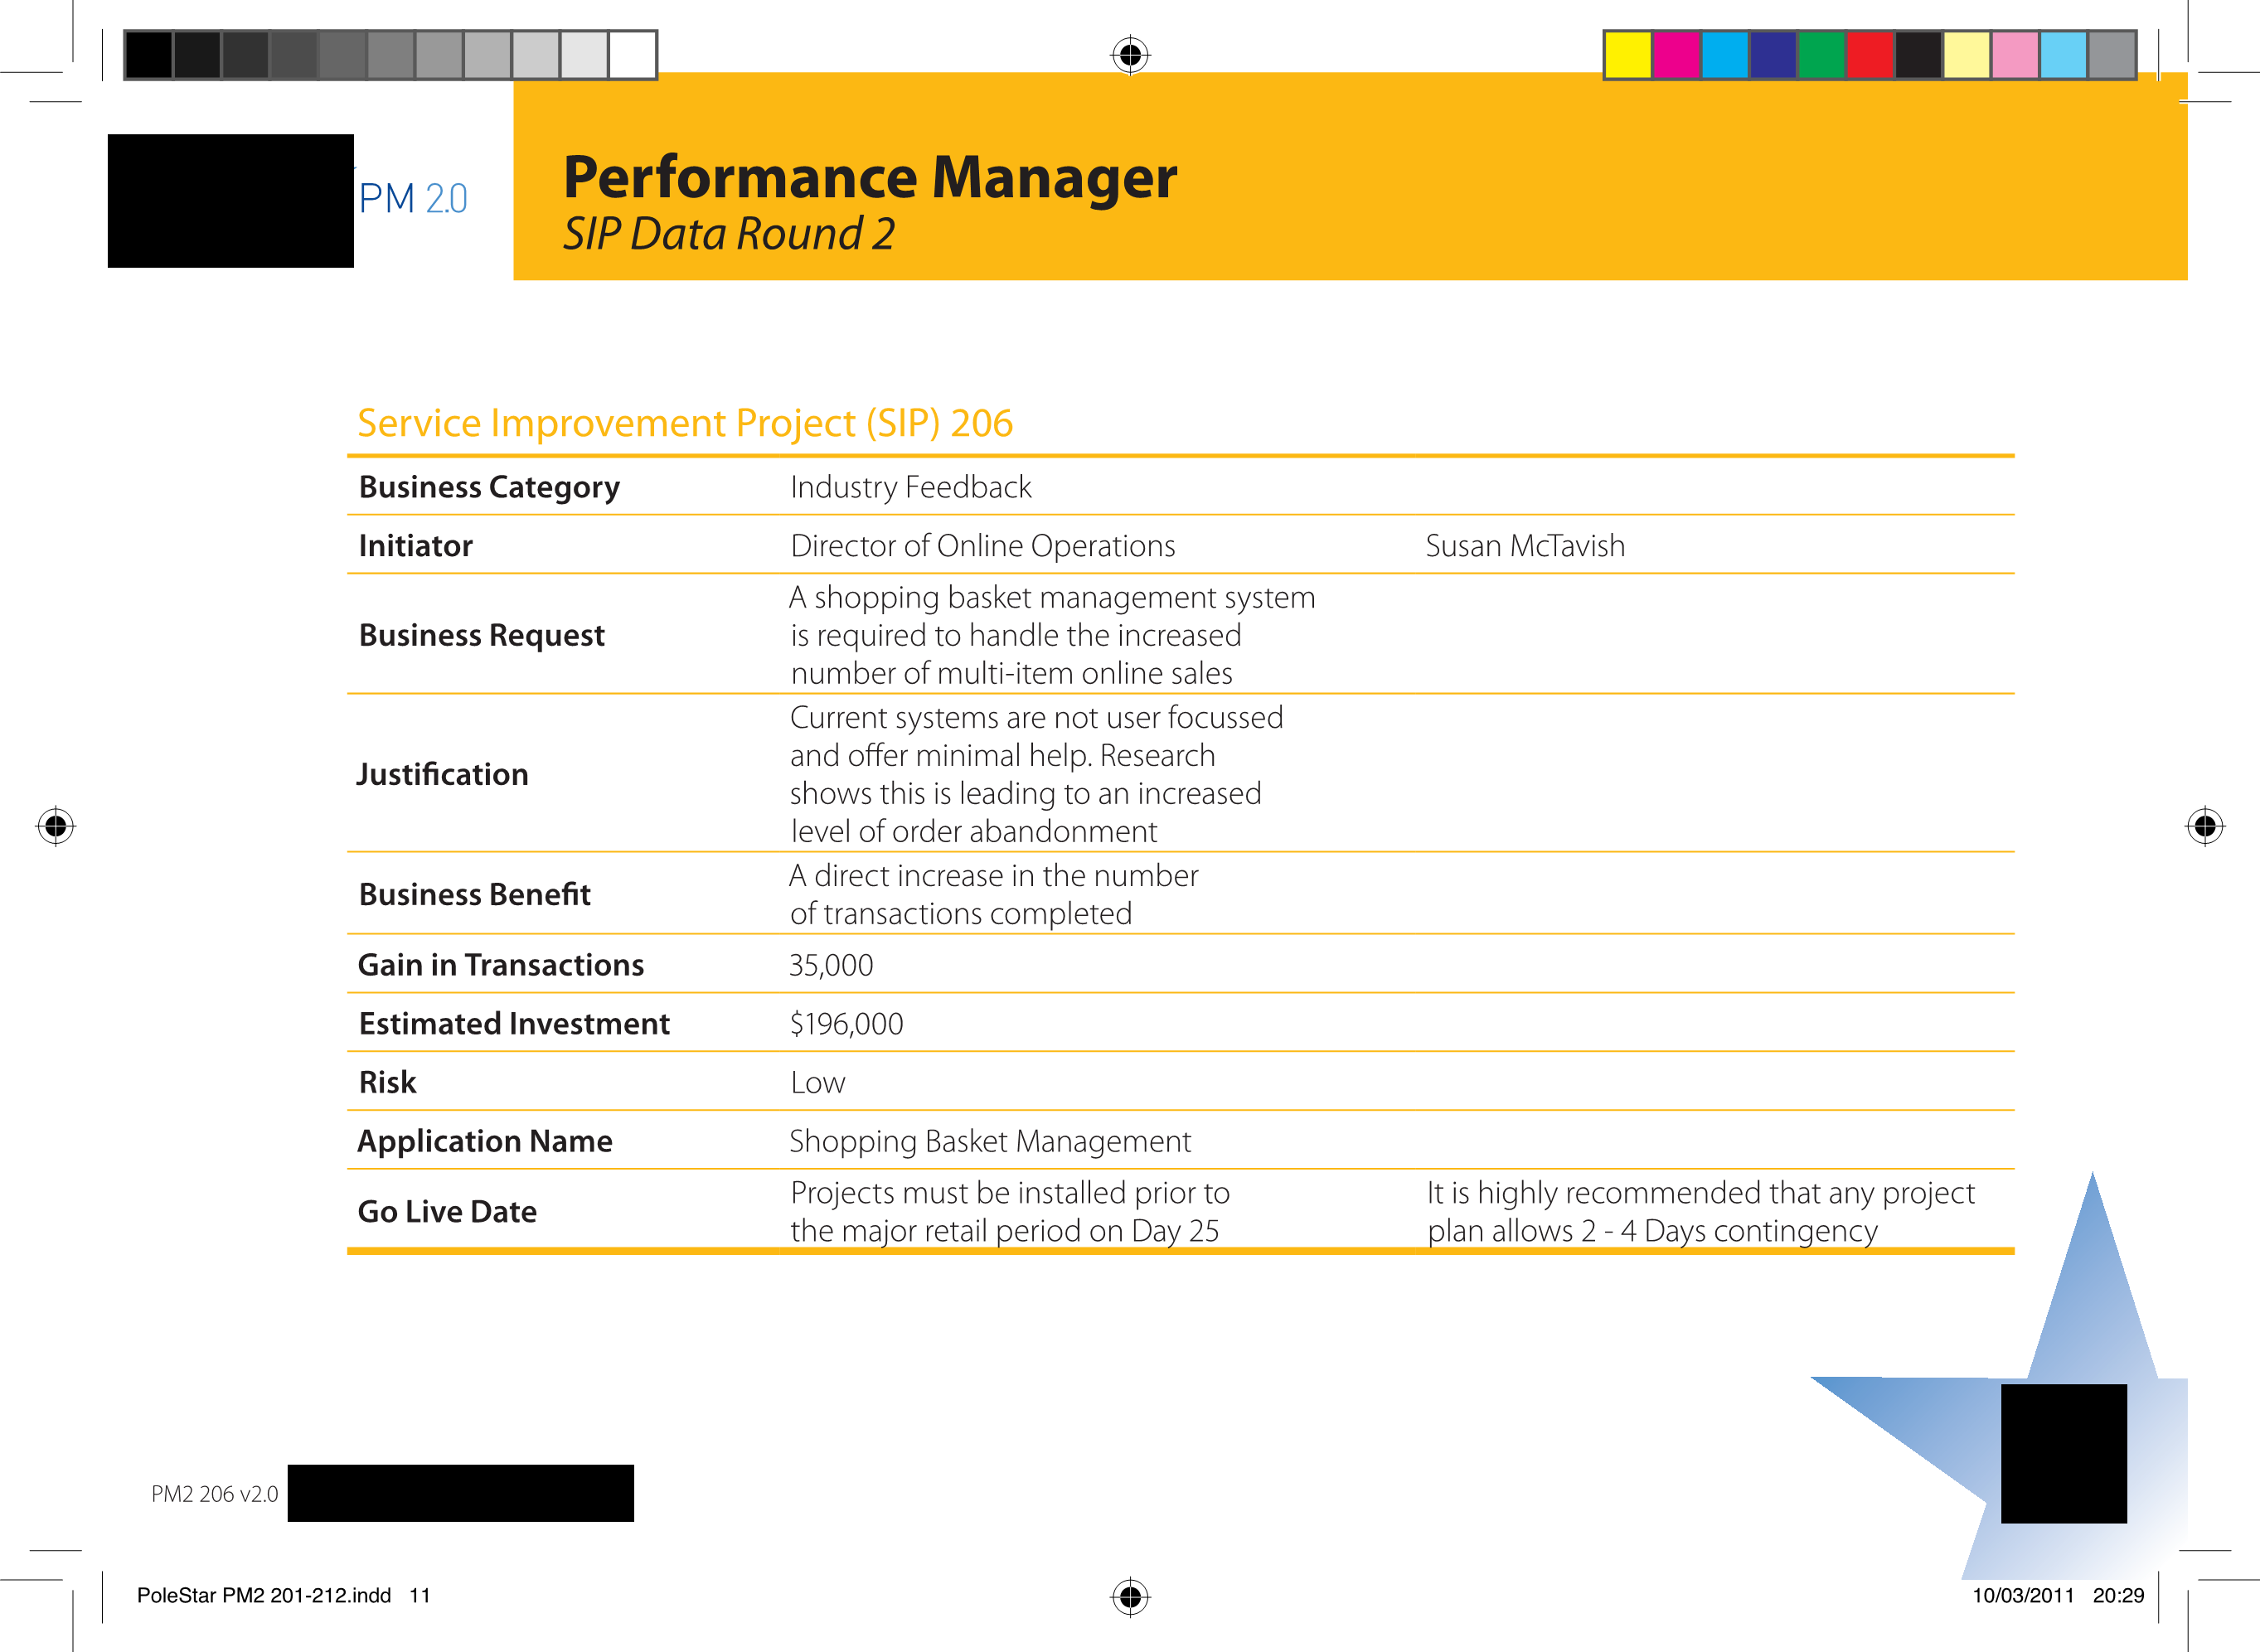 PM 2.0
Performance Manager
SIP Data Round 2
Service Improvement Project (SIP) 206
Business Category Industry Feedback
Initiator Director of Online Operations Susan McTavish
Business Request
A shopping basket management system
is required to handle the increased
number of multi-item online sales
Justification
Current systems are not user focussed
and offer minimal help. Research
shows this is leading to an increased
level of order abandonment
Business Benefit
A direct increase in the number
of transactions completed
Gain in Transactions 35,000
Estimated Investment $196,000
Risk Low
Application Name Shopping Basket Management
Go Live Date
Projects must be installed prior to
the major retail period on Day 25
It is highly recommended that any project
plan allows 2 - 4 Days contingency
PM2 206 v2.0
PoleStar PM2 201-212.indd 11
10/03/2011 20:29